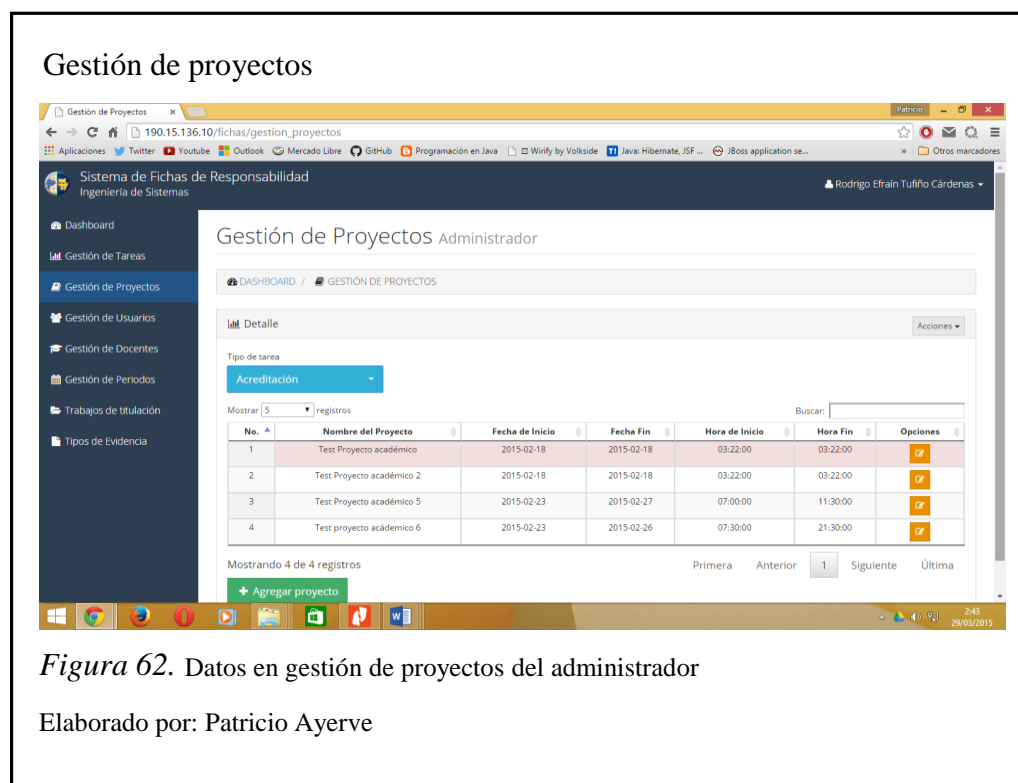 Gestión de proyectos
Gestión de Proyectos
Patricio
190.15.136.10/fichas/gestion_proyectos
Aplicaciones Twitter Youtube Outlook Mercado Libre GitHub Programación en Java Wirify by Volkside Java: Hibernate, JSF ... JBoss application se... » Otros marcadores
Sistema de Fichas de Responsabilidad
Ingeniería de Sistemas
Rodrigo Efraín Tufiño Cárdenas
Dashboard
Gestión de Tareas
Gestión de Proyectos
Gestión de Usuarios
Gestión de Docentes
Gestión de Periodos
Trabajos de titulación
Tipos de Evidencia
Gestión de Proyectos Administrador
DASHBOARD / GESTIÓN DE PROYECTOS
Detalle
Acciones
Tipo de tarea
Acreditación
Mostrar 5 registros
Buscar:
No. Nombre del Proyecto Fecha de Inicio Fecha Fin Hora de Inicio Hora Fin Opciones
1 Test Proyecto académico 2015-02-18 2015-02-18 03:22:00 03:22:00
2 Test Proyecto académico 2 2015-02-18 2015-02-18 03:22:00 03:22:00
3 Test Proyecto académico 5 2015-02-23 2015-02-27 07:00:00 11:30:00
4 Test proyecto acádemico 6 2015-02-23 2015-02-26 07:30:00 21:30:00
Mostrando 4 de 4 registros
Primera Anterior 1 Siguiente Última
+ Agregar proyecto
2:43
29/03/2015
Figura 62. Datos en gestión de proyectos del administrador
Elaborado por: Patricio Ayerve